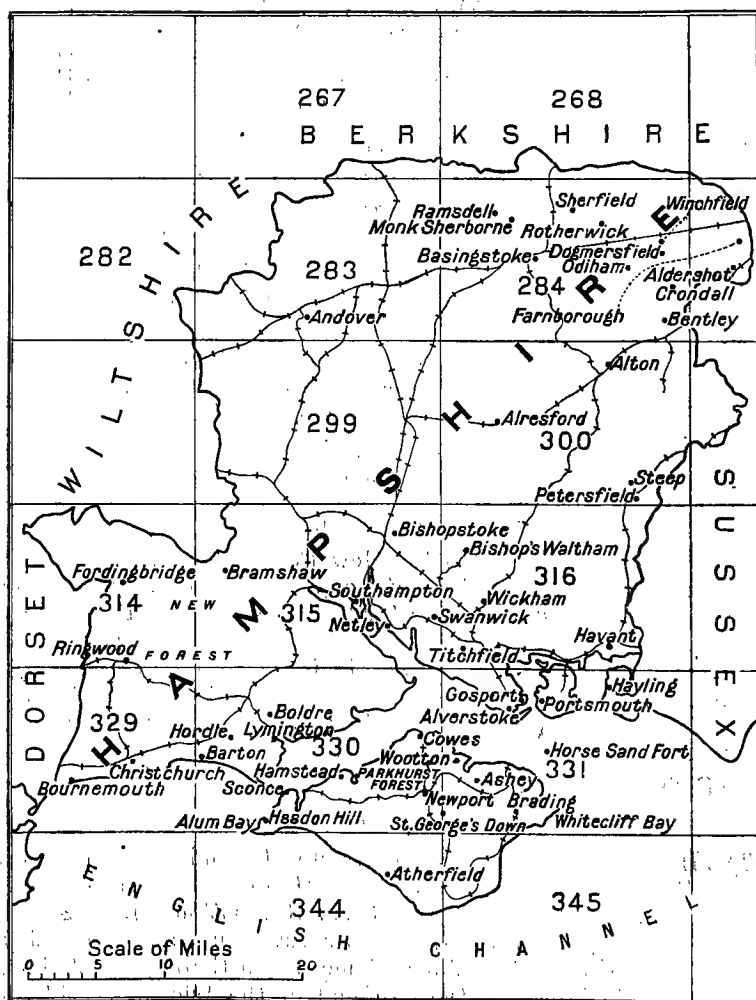 267
268
BERKSHIRE
WILTSHIRE
282
283
284
Ramsdell
Monk Sherborne
Sherfield
Rotherwick
Winchfield
Basingstoke
Dogmersfield
Odiham
Aldershot
Crondall
Farnborough
Bentley
Andover
Alton
299
Alresford
300
HAMPSHIRE
Steep
Petersfield
SUSSEX
Bishopstoke
Bishop's Waltham
Fordingbridge
Bramshaw
314
NEW
FOREST
315
316
Southampton
Wickham
Netley
Swanwick
DORSET
Ringwood
Titchfield
Havant
Gosport
Hayling
Portsmouth
Alverstoke
329
Boldre
Hordle
Lymington
330
Cowes
Barton
Wootton
Horse Sand Fort
331
Christchurch
Hamstead
PARKHURST
FOREST
Ashey
Bournemouth
Sconce
Newport
Brading
Alum Bay
Headon Hill
St. George's Down
Whitecliff Bay
Atherfield
344
345
ENGLISH CHANNEL
Scale of Miles
0 5 10 20